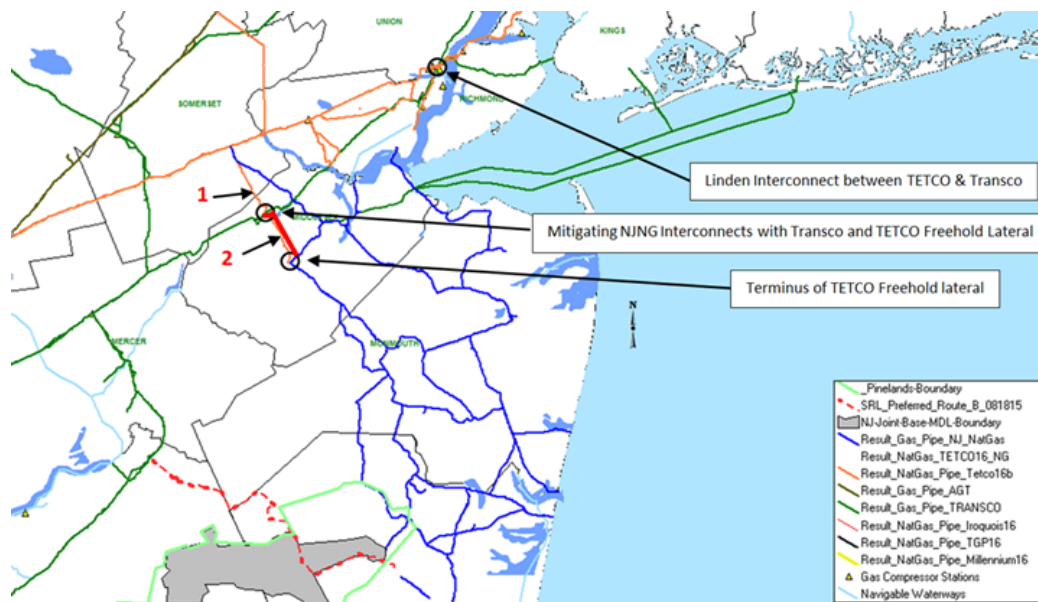 UNION
KINGS
SOMERSET
RICHMOND
Linden Interconnect between TETCO & Transco
1
Mitigating NJNG Interconnects with Transco and TETCO Freehold Lateral
2
Terminus of TETCO Freehold lateral
N
MERCER
MONMOUTH
_Pinelands-Boundary
SRL_Preferred_Route_B_081815
NJ-Joint-Base-MDL-Boundary
Result_Gas_Pipe_NJ_NatGas
Result_NatGas_TETCO16_NG
Result_NatGas_Pipe_Tetco16b
Result_Gas_Pipe_AGT
Result_Gas_Pipe_TRANSCO
Result_NatGas_Pipe_Iroquois16
Result_NatGas_Pipe_TGP16
Result_NatGas_Pipe_Millennium16
Gas Compressor Stations
Navigable Waterways